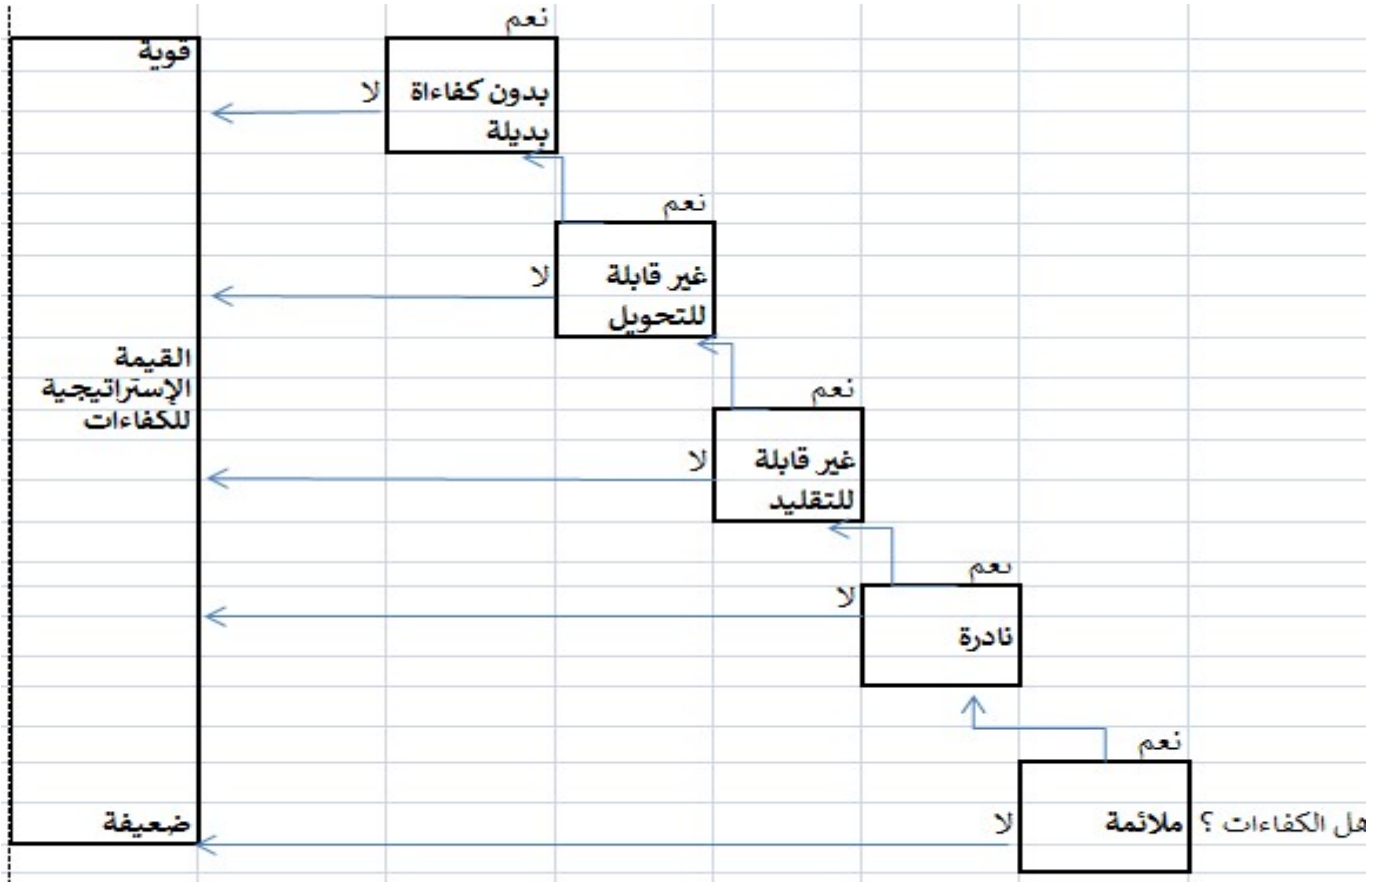 نعم
قوية
بدون كفاءاة
بديلة
لا
نعم
غير قابلة
للتحويل
لا
القيمة
الإستراتيجية
للكفاءات
نعم
غير قابلة
للتقليد
لا
نعم
لا
نادرة
نعم
هل الكفاءات ؟
ملائمة
لا
ضعيفة